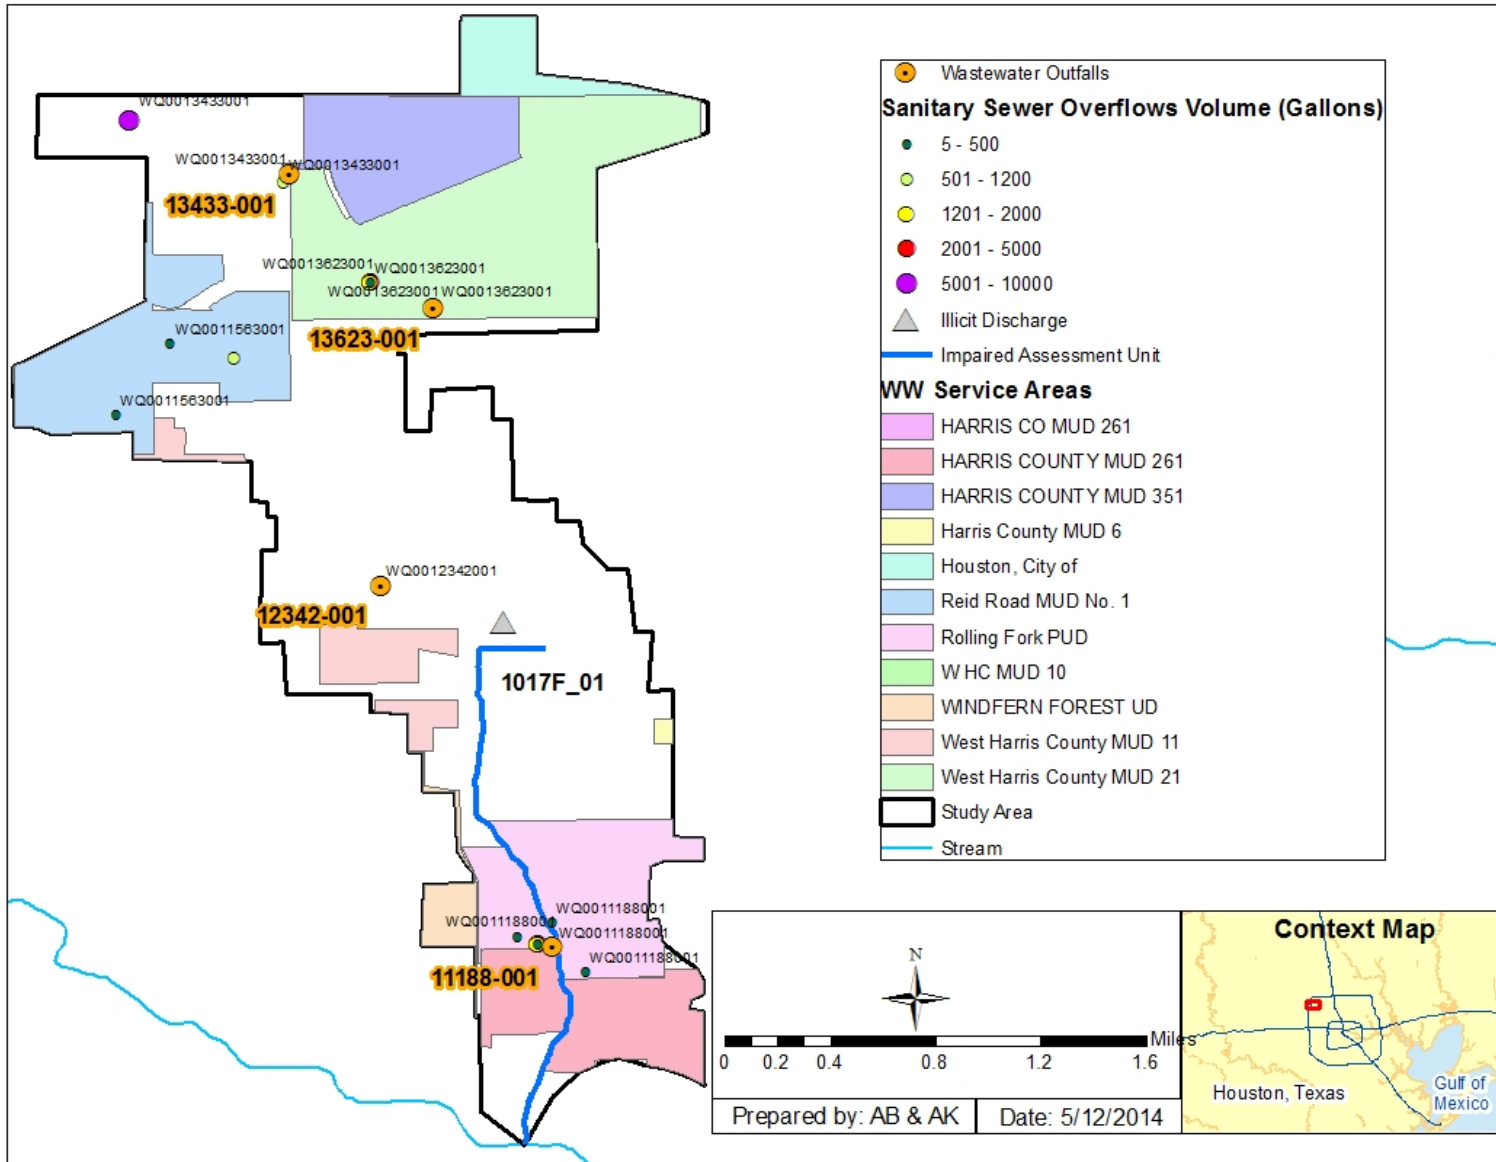 WQ0013433001
WQ0013433001
WQ0013433001
13433-001
WQ0013623001
WQ0013623001
WQ0013623001
WQ0013623001
13623-001
WQ0011563001
WQ0011563001
WQ0012342001
12342-001
1017F_01
WQ0011188001
WQ0011188001
WQ0011188001
WQ0011188001
11188-001
Wastewater Outfalls
Sanitary Sewer Overflows Volume (Gallons)
5 - 500
501 - 1200
1201 - 2000
2001 - 5000
5001 - 10000
Illicit Discharge
Impaired Assessment Unit
WW Service Areas
HARRIS CO MUD 261
HARRIS COUNTY MUD 261
HARRIS COUNTY MUD 351
Harris County MUD 6
Houston, City of
Reid Road MUD No. 1
Rolling Fork PUD
W HC MUD 10
WINDFERN FOREST UD
West Harris County MUD 11
West Harris County MUD 21
Study Area
Stream
N
Miles
0 0.2 0.4 0.8 1.2 1.6
Prepared by: AB & AK
Date: 5/12/2014
Context Map
Houston, Texas
Gulf of
Mexico